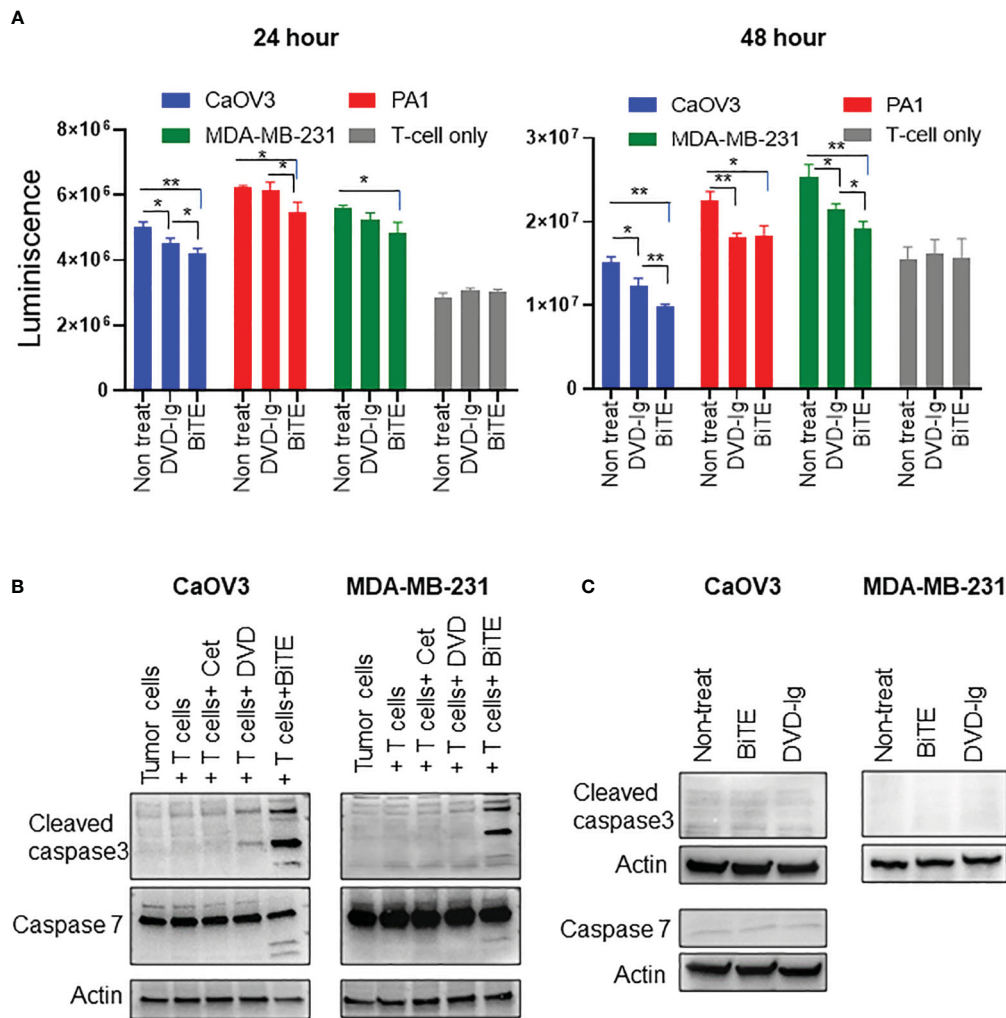 A
24 hour
CaOV3
PA1
MDA-MB-231
T-cell only
8×10⁶
6×10⁶
4×10⁶
2×10⁶
0
Luminiscence
** * *
* *
*
Non treat DVD-Ig BiTE Non treat DVD-Ig BiTE Non treat DVD-Ig BiTE Non treat DVD-Ig BiTE
48 hour
CaOV3
PA1
MDA-MB-231
T-cell only
3×10⁷
2×10⁷
1×10⁷
0
** * **
* **
** * *
Non treat DVD-Ig BiTE Non treat DVD-Ig BiTE Non treat DVD-Ig BiTE Non treat DVD-Ig BiTE
B
CaOV3
Tumor cells
+ T cells
+ T cells+ Cet
+ T cells+ DVD
+ T cells+BiTE
MDA-MB-231
Tumor cells
+ T cells
+ T cells+ Cet
+ T cells+ DVD
+ T cells+ BiTE
Cleaved
caspase3
Caspase 7
Actin
C
CaOV3
Non-treat
BiTE
DVD-Ig
MDA-MB-231
Non-treat
BiTE
DVD-Ig
Cleaved
caspase3
Actin
Caspase 7
Actin